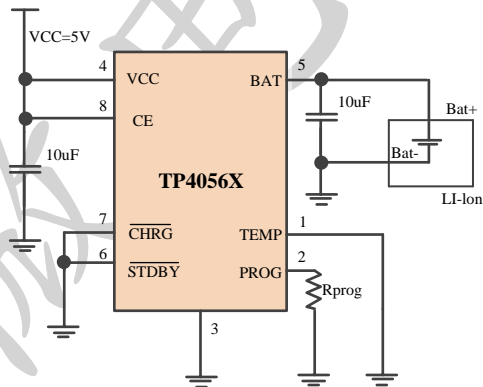 VCC=5V
4
VCC
BAT
5
8
CE
10uF
Bat+
10uF
Bat-
TP4056X
LI-lon
7
CHRG
TEMP
1
6
STDBY
PROG
2
Rprog
3